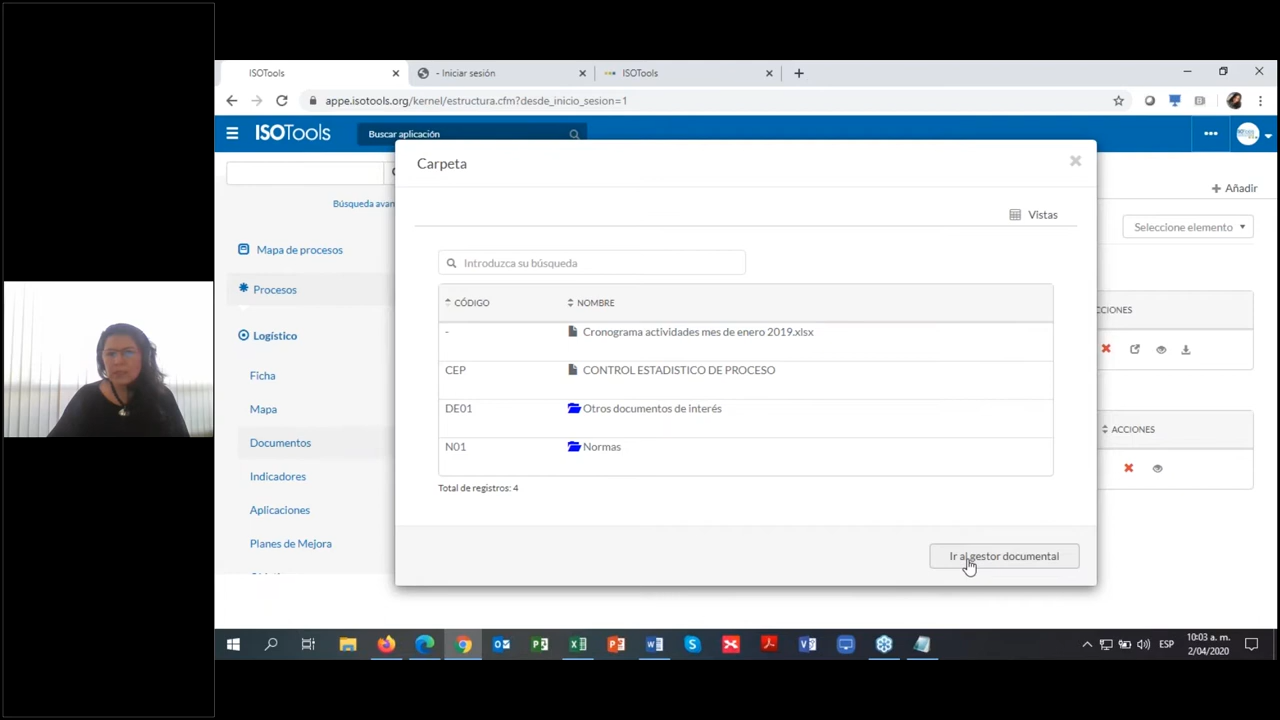 ISOTools
- Iniciar sesión
ISOTools
appe.isotools.org/kernel/estructura.cfm?desde_inicio_sesion=1
ISOTools
Buscar aplicación
Carpeta
Añadir
Búsqueda avan
Vistas
Seleccione elemento
Mapa de procesos
Introduzca su búsqueda
Procesos
CÓDIGO NOMBRE
CCIONES
Logístico
- Cronograma actividades mes de enero 2019.xlsx
Ficha
CEP CONTROL ESTADISTICO DE PROCESO
Mapa
DE01 Otros documentos de interés
ACCIONES
Documentos
N01 Normas
Indicadores
Total de registros: 4
Aplicaciones
Planes de Mejora
Ir al gestor documental
ESP
10:03 a. m.
2/04/2020